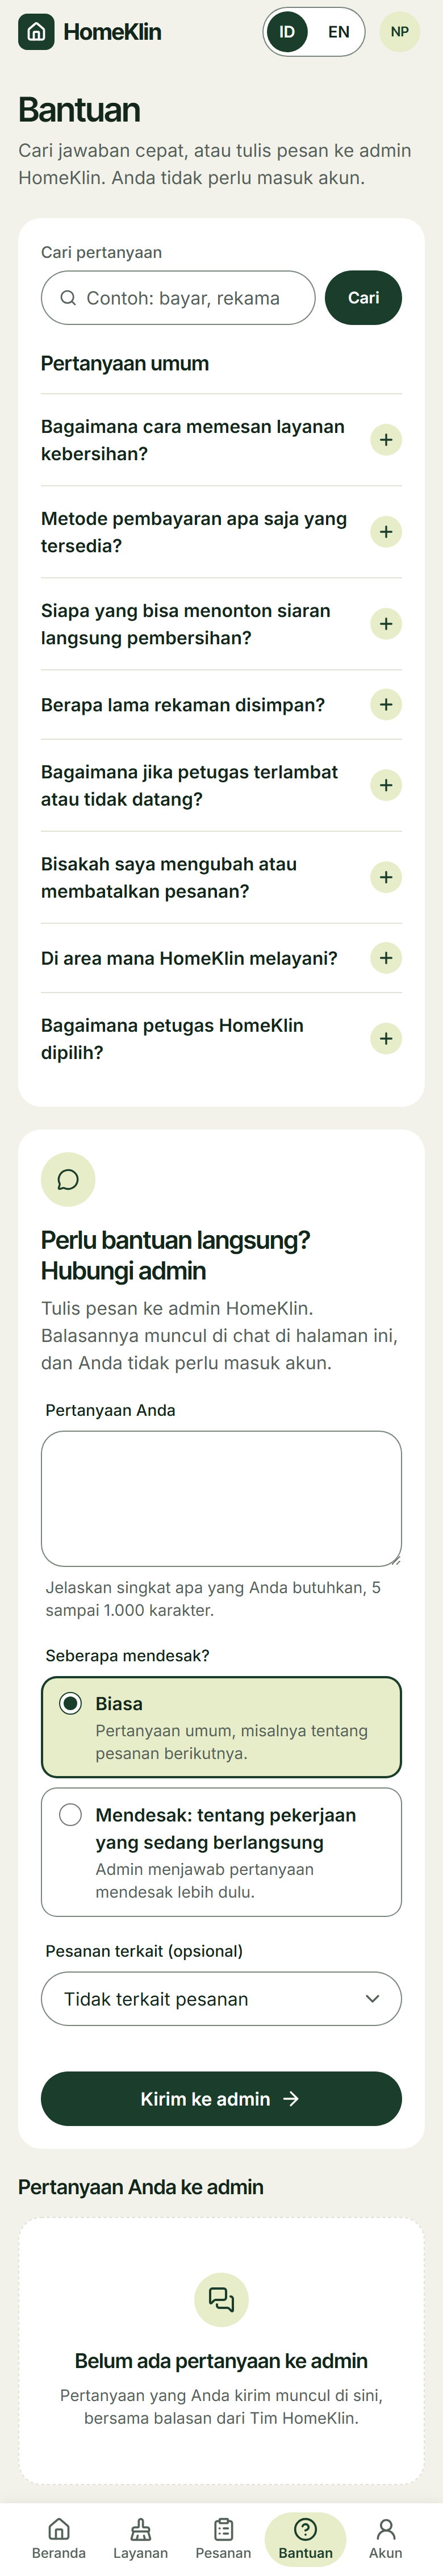 HomeKlin
ID
EN
NP
Bantuan
Cari jawaban cepat, atau tulis pesan ke admin
HomeKlin. Anda tidak perlu masuk akun.
Cari pertanyaan
Contoh: bayar, rekama
Cari
Pertanyaan umum
Bagaimana cara memesan layanan
kebersihan?
Metode pembayaran apa saja yang
tersedia?
Siapa yang bisa menonton siaran
langsung pembersihan?
Berapa lama rekaman disimpan?
Bagaimana jika petugas terlambat
atau tidak datang?
Bisakah saya mengubah atau
membatalkan pesanan?
Di area mana HomeKlin melayani?
Bagaimana petugas HomeKlin
dipilih?
Perlu bantuan langsung?
Hubungi admin
Tulis pesan ke admin HomeKlin.
Balasannya muncul di chat di halaman ini,
dan Anda tidak perlu masuk akun.
Pertanyaan Anda
Jelaskan singkat apa yang Anda butuhkan, 5
sampai 1.000 karakter.
Seberapa mendesak?
Biasa
Pertanyaan umum, misalnya tentang
pesanan berikutnya.
Mendesak: tentang pekerjaan
yang sedang berlangsung
Admin menjawab pertanyaan
mendesak lebih dulu.
Pesanan terkait (opsional)
Tidak terkait pesanan
Kirim ke admin
Pertanyaan Anda ke admin
Belum ada pertanyaan ke admin
Pertanyaan yang Anda kirim muncul di sini,
bersama balasan dari Tim HomeKlin.
Beranda
Layanan
Pesanan
Bantuan
Akun